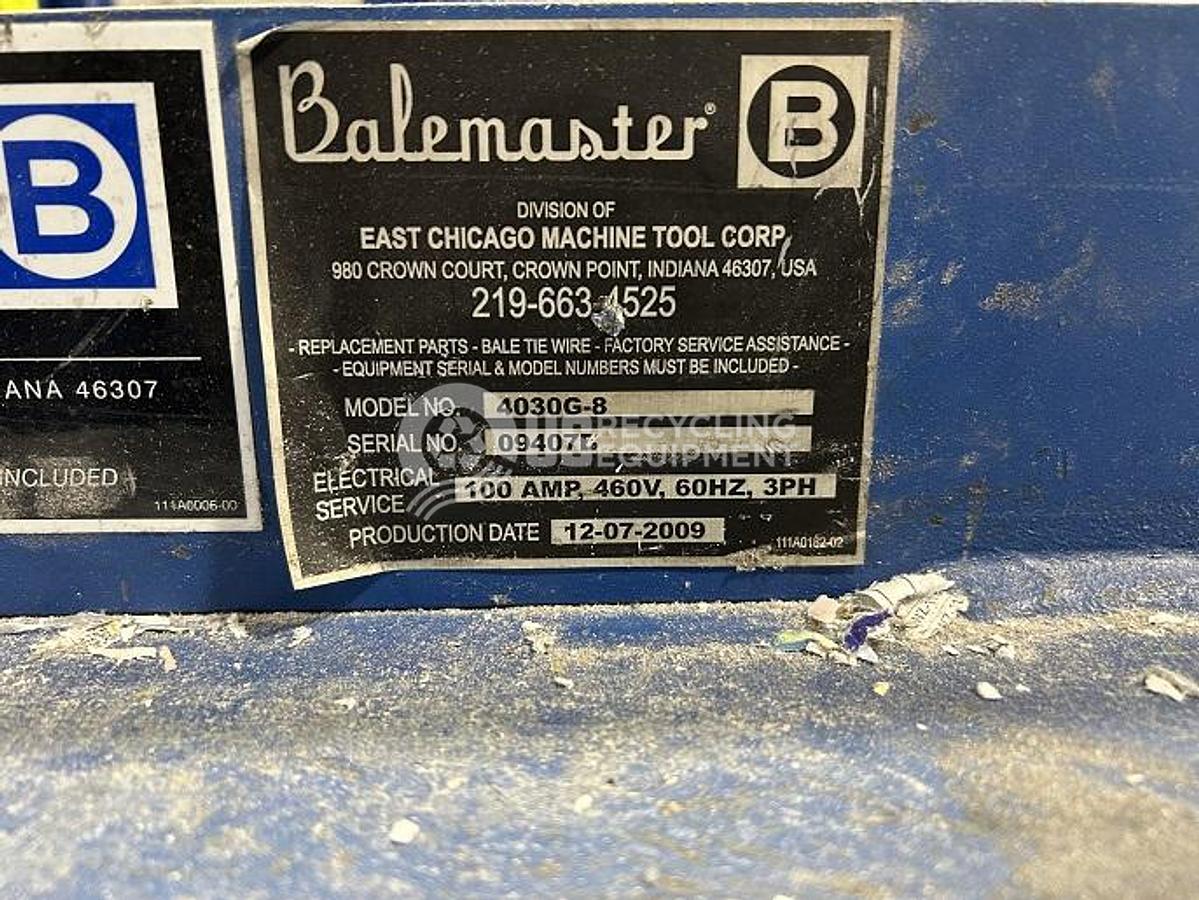 B
IANA 46307
INCLUDED
111A0006-00
Balemaster®
B
DIVISION OF
EAST CHICAGO MACHINE TOOL CORP
980 CROWN COURT, CROWN POINT, INDIANA 46307, USA
219-663-4525
- REPLACEMENT PARTS - BALE TIE WIRE - FACTORY SERVICE ASSISTANCE -
- EQUIPMENT SERIAL & MODEL NUMBERS MUST BE INCLUDED -
MODEL NO. 4030G-8
SERIAL NO. 09407B
ELECTRICAL SERVICE 100 AMP, 460V, 60HZ, 3PH
PRODUCTION DATE 12-07-2009
111A0182-02
US RECYCLING
EQUIPMENT